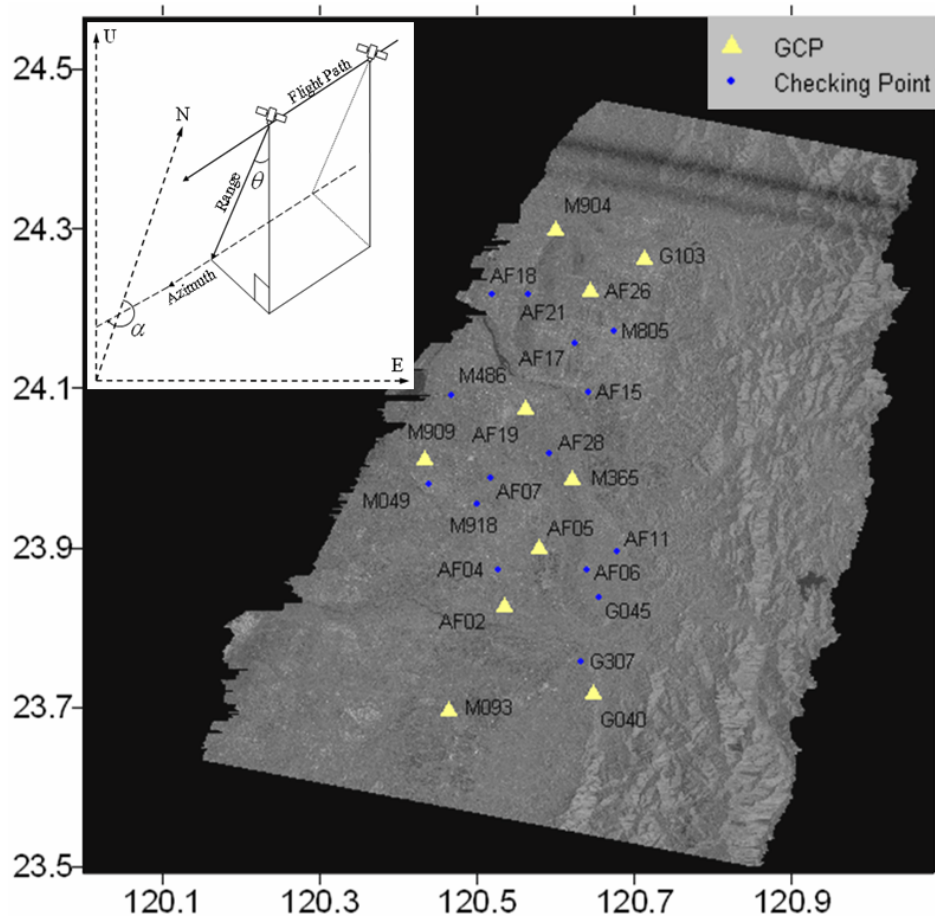 U
N
Flight Path
Range
θ
Azimuth
α
E
GCP
Checking Point
24.5
24.3
24.1
23.9
23.7
23.5
120.1
120.3
120.5
120.7
120.9
M904
G103
AF18
AF26
AF21
M805
AF17
M486
AF15
AF19
M909
AF28
M365
AF07
M049
M918
AF05
AF11
AF04
AF06
G045
AF02
G307
M093
G040